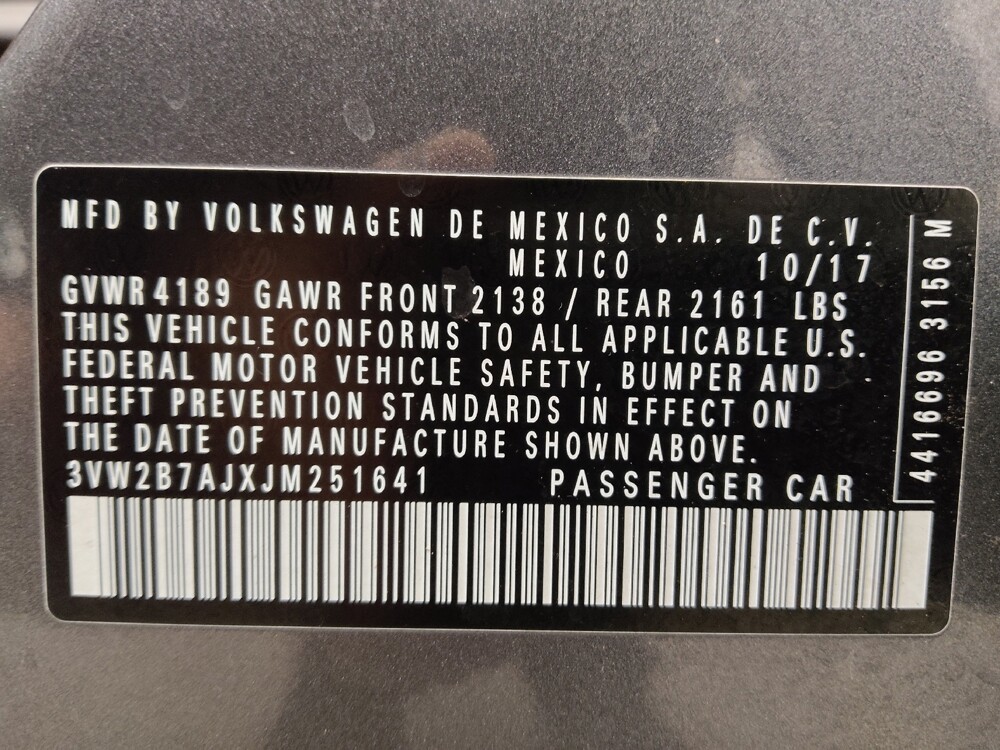 MFD BY VOLKSWAGEN DE MEXICO S.A. DE C.V.
MEXICO 10/17
GVWR 4189 GAWR FRONT 2138 / REAR 2161 LBS
THIS VEHICLE CONFORMS TO ALL APPLICABLE U.S.
FEDERAL MOTOR VEHICLE SAFETY, BUMPER AND
THEFT PREVENTION STANDARDS IN EFFECT ON
THE DATE OF MANUFACTURE SHOWN ABOVE.
3VW2B7AJXJM251641 PASSENGER CAR
4416696 3156 M